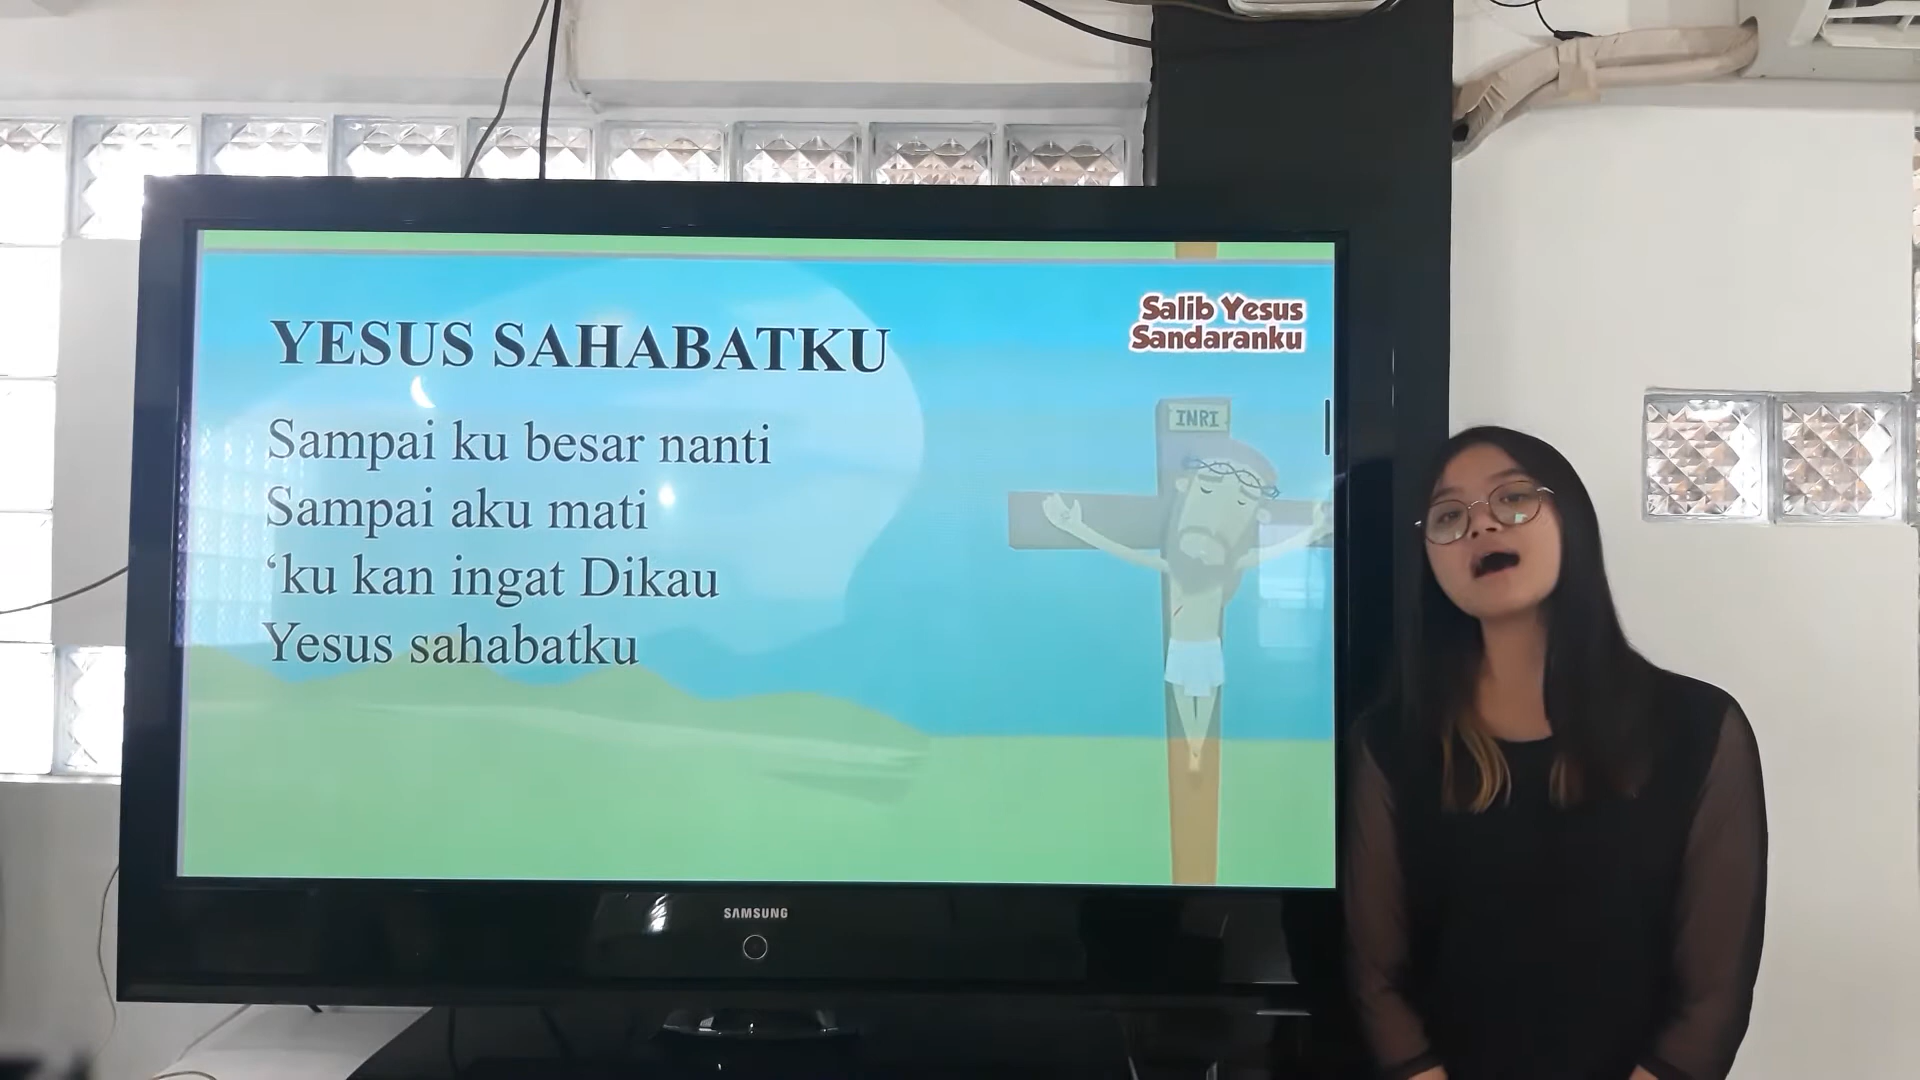 Salib Yesus
Sandaranku
YESUS SAHABATKU
INRI
Sampai ku besar nanti
Sampai aku mati
‘ku kan ingat Dikau
Yesus sahabatku
SAMSUNG